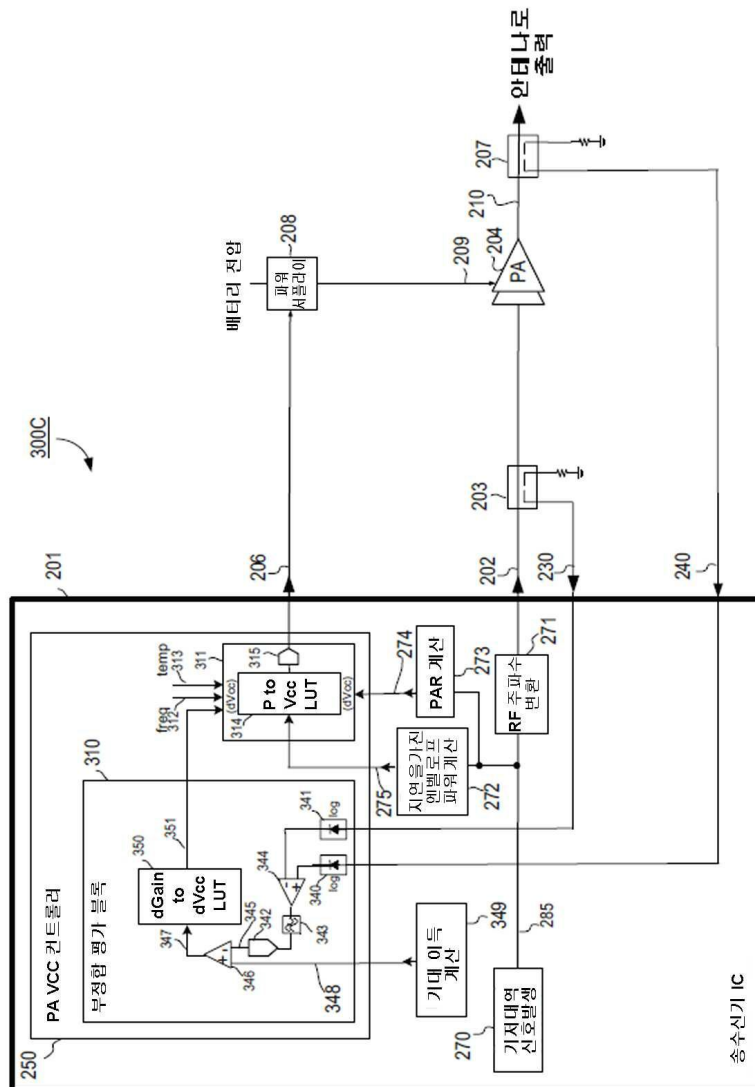 300C
배터리 전압
208
파워
서플라이
209
204
PA
210
207
안테나로
출력
206
203
202
230
240
201
PA VCC 컨트롤러
250
부정합 평가 블록
310
350
dGain
to
dVcc
LUT
351
347
346
345
342
343
344
341
log
340
log
348
freq
312
temp
313
(dVcc)
311
314
P to
Vcc
LUT
315
(dVcc)
274
PAR 계산
273
275
지연을가진
엔벨로프
파워계산
272
RF 주파수
변환
271
기대 이득
계산
349
285
기저대역
신호발생
270
송수신기 IC